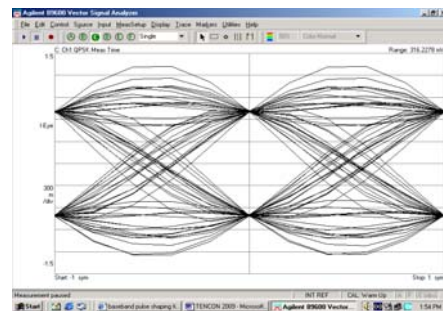 Agilent 89600 Vector Signal Analyzer
File Edit Control Source Input MeasSetup Display Trace Markers Utilities Help
Single
Color Normal
C: Ch1 QPSK Meas Time
Range: 316.2278 mV
1.5
I-Eye
300
m
/div
-1.5
Start: -1 sym
Stop: 1 sym
Measurement paused
INT REF
CAL: Warm Up
Start
baseband pulse shaping
TENCON 2009 - Microsoft...
Agilent 89600 Vector...
1:54 PM